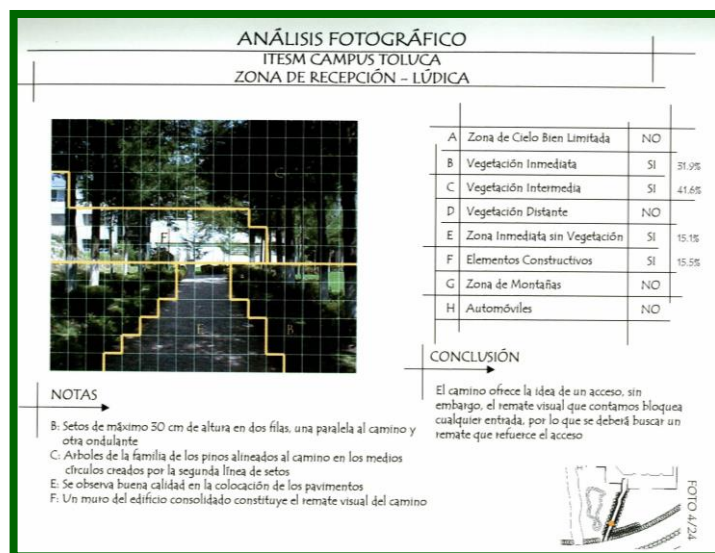 ANÁLISIS FOTOGRÁFICO
ITESM CAMPUS TOLUCA
ZONA DE RECEPCIÓN – LÚDICA
A Zona de Cielo Bien Limitada NO
B Vegetación Inmediata SI 31.9%
C Vegetación Intermedia SI 41.6%
D Vegetación Distante NO
E Zona Inmediata sin Vegetación SI 15.1%
F Elementos Constructivos SI 15.5%
G Zona de Montañas NO
H Automóviles NO
C
F
E
B
CONCLUSIÓN
El camino ofrece la idea de un acceso, sin
embargo, el remate visual que contamos bloquea
cualquier entrada, por lo que se deberá buscar un
remate que refuerce el acceso
NOTAS
B: Setos de máximo 30 cm de altura en dos filas, una paralela al camino y
otra ondulante
C: Arboles de la familia de los pinos alineados al camino en los medios
círculos creados por la segunda línea de setos
E: Se observa buena calidad en la colocación de los pavimentos
F: Un muro del edificio consolidado constituye el remate visual del camino
FOTO 4/24